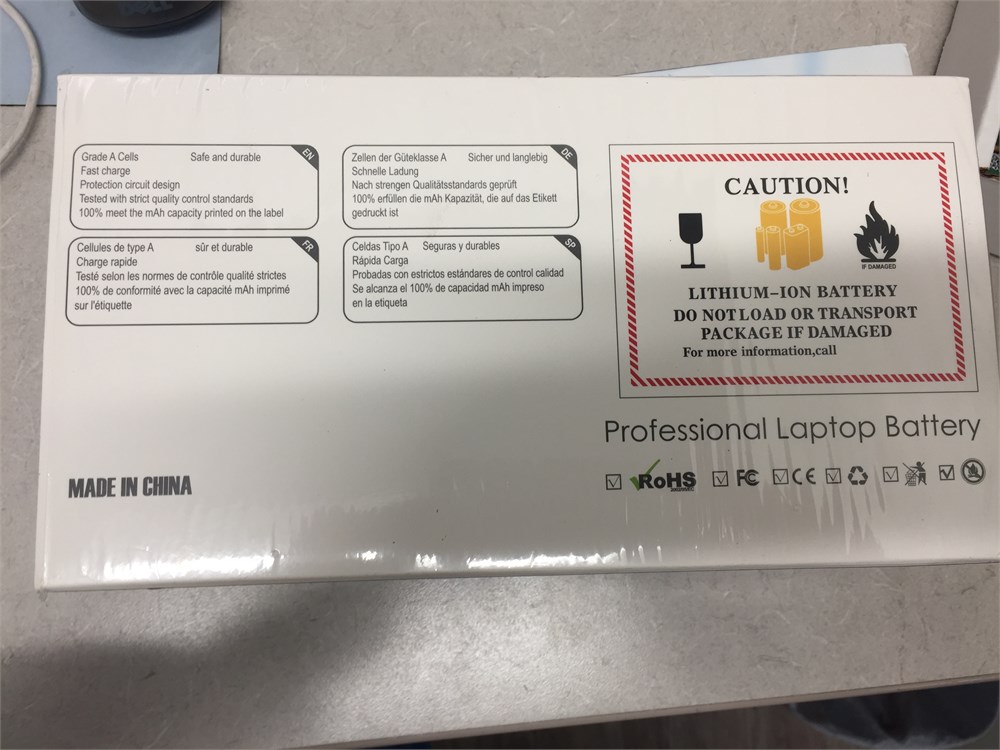 Grade A Cells Safe and durable EN
Fast charge
Protection circuit design
Tested with strict quality control standards
100% meet the mAh capacity printed on the label
Zellen der Güteklasse A Sicher und langlebig DE
Schnelle Ladung
Nach strengen Qualitätsstandards geprüft
100% erfüllen die mAh Kapazität, die auf das Etikett
gedruckt ist
Cellules de type A sûr et durable FR
Charge rapide
Testé selon les normes de contrôle qualité strictes
100% de conformité avec la capacité mAh imprimé
sur l'étiquette
Celdas Tipo A Seguras y durables SP
Rápida Carga
Probadas con estrictos estándares de control calidad
Se alcanza el 100% de capacidad mAh impreso
en la etiqueta
CAUTION!
IF DAMAGED
LITHIUM-ION BATTERY
DO NOT LOAD OR TRANSPORT
PACKAGE IF DAMAGED
For more information,call
Professional Laptop Battery
RoHS FC CE
MADE IN CHINA